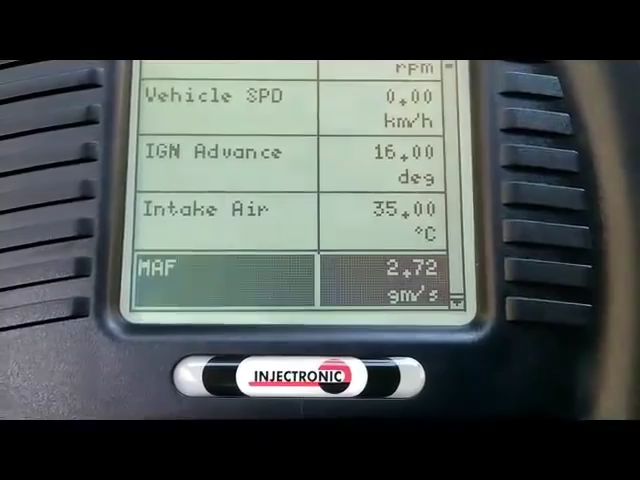 rpm
Vehicle SPD 0.00
km/h
IGN Advance 16.00
deg
Intake Air 35.00
°C
MAF 2.72
gm/s
INJECTRONIC